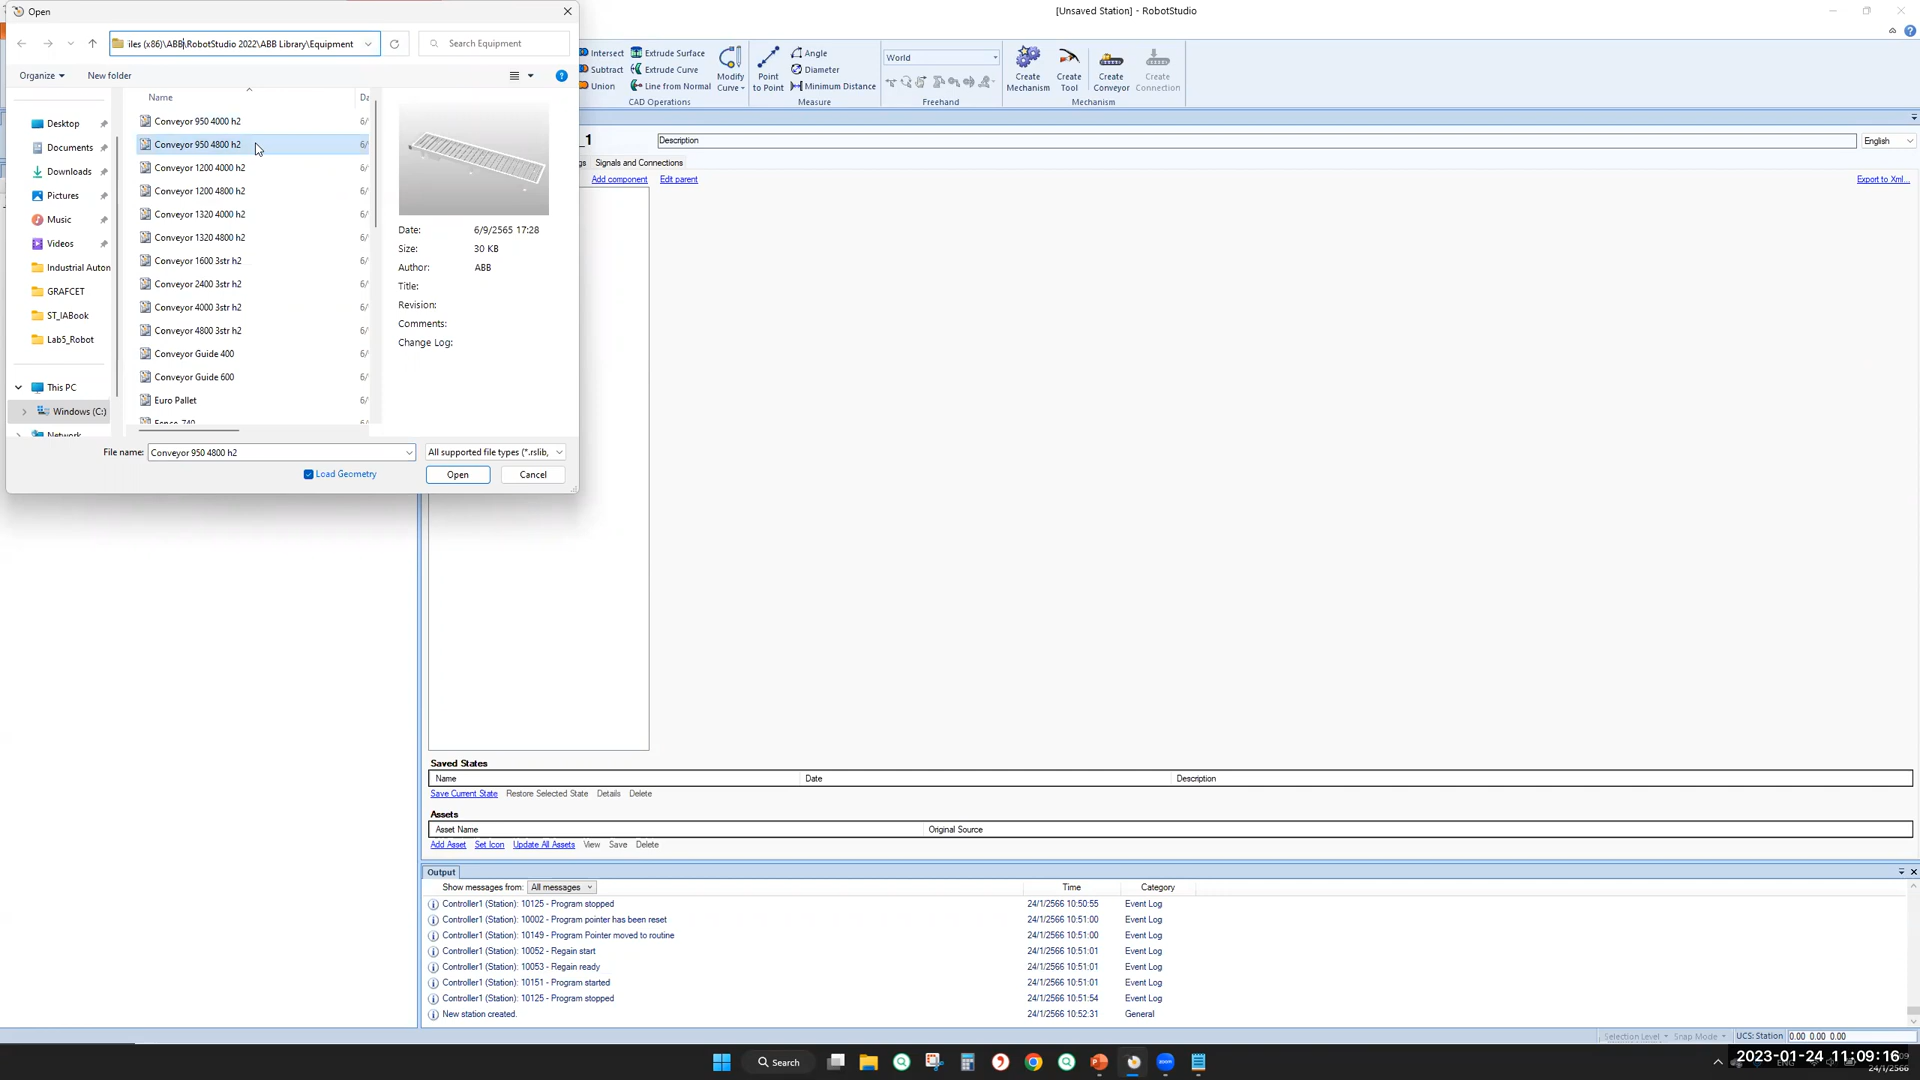 Open
[Unsaved Station] - RobotStudio
iles (x86)\ABB\RobotStudio 2022\ABB Library\Equipment
Search Equipment
Organize
New folder
Name
Da
Desktop
Documents
Downloads
Pictures
Music
Videos
Industrial Auton
GRAFCET
ST_IABook
Lab5_Robot
This PC
Windows (C:)
Network
Conveyor 950 4000 h2
Conveyor 950 4800 h2
Conveyor 1200 4000 h2
Conveyor 1200 4800 h2
Conveyor 1320 4000 h2
Conveyor 1320 4800 h2
Conveyor 1600 3str h2
Conveyor 2400 3str h2
Conveyor 4000 3str h2
Conveyor 4800 3str h2
Conveyor Guide 400
Conveyor Guide 600
Euro Pallet
Fence 740
6/
6/
6/
6/
6/
6/
6/
6/
6/
6/
6/
6/
6/
Date: 6/9/2565 17:28
Size: 30 KB
Author: ABB
Title:
Revision:
Comments:
Change Log:
File name: Conveyor 950 4800 h2
All supported file types (*.rslib,
Load Geometry
Open
Cancel
Intersect
Subtract
Union
Extrude Surface
Extrude Curve
Line from Normal
Modify Curve
CAD Operations
Point to Point
Angle
Diameter
Minimum Distance
Measure
World
Freehand
Create Mechanism
Create Tool
Create Conveyor
Create Connection
Mechanism
_1
Description
English
gs
Signals and Connections
Add component
Edit parent
Export to Xml...
Saved States
Name
Date
Description
Save Current State
Restore Selected State
Details
Delete
Assets
Asset Name
Original Source
Add Asset
Set Icon
Update All Assets
View
Save
Delete
Output
Show messages from: All messages
Time
Category
Controller1 (Station): 10125 - Program stopped 24/1/2566 10:50:55 Event Log
Controller1 (Station): 10002 - Program pointer has been reset 24/1/2566 10:51:00 Event Log
Controller1 (Station): 10149 - Program Pointer moved to routine 24/1/2566 10:51:00 Event Log
Controller1 (Station): 10052 - Regain start 24/1/2566 10:51:01 Event Log
Controller1 (Station): 10053 - Regain ready 24/1/2566 10:51:01 Event Log
Controller1 (Station): 10151 - Program started 24/1/2566 10:51:01 Event Log
Controller1 (Station): 10125 - Program stopped 24/1/2566 10:51:54 Event Log
New station created. 24/1/2566 10:52:31 General
Selection Level
Snap Mode
UCS: Station
0.00 0.00 0.00
Search
2023-01-24 11:09:16
24/1/2566